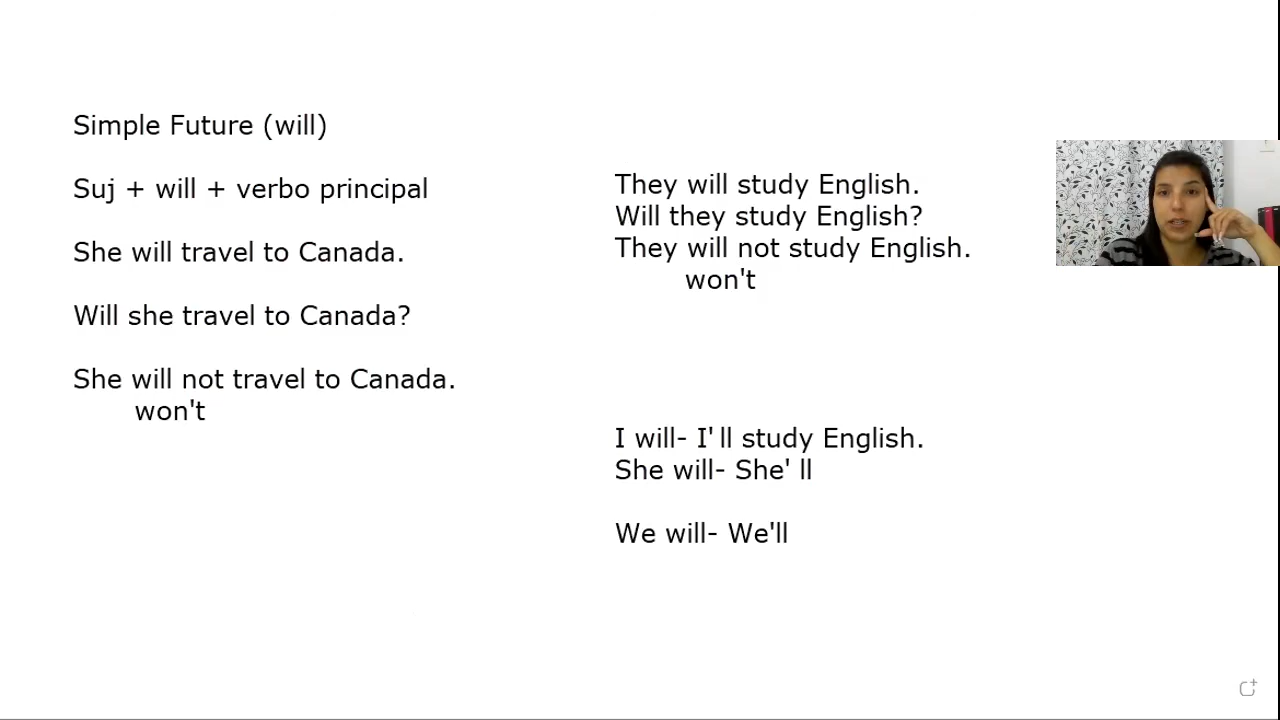 Simple Future (will)
Suj + will + verbo principal
She will travel to Canada.
Will she travel to Canada?
She will not travel to Canada.
won't
They will study English.
Will they study English?
They will not study English.
won't
I will- I' ll study English.
She will- She' ll
We will- We'll